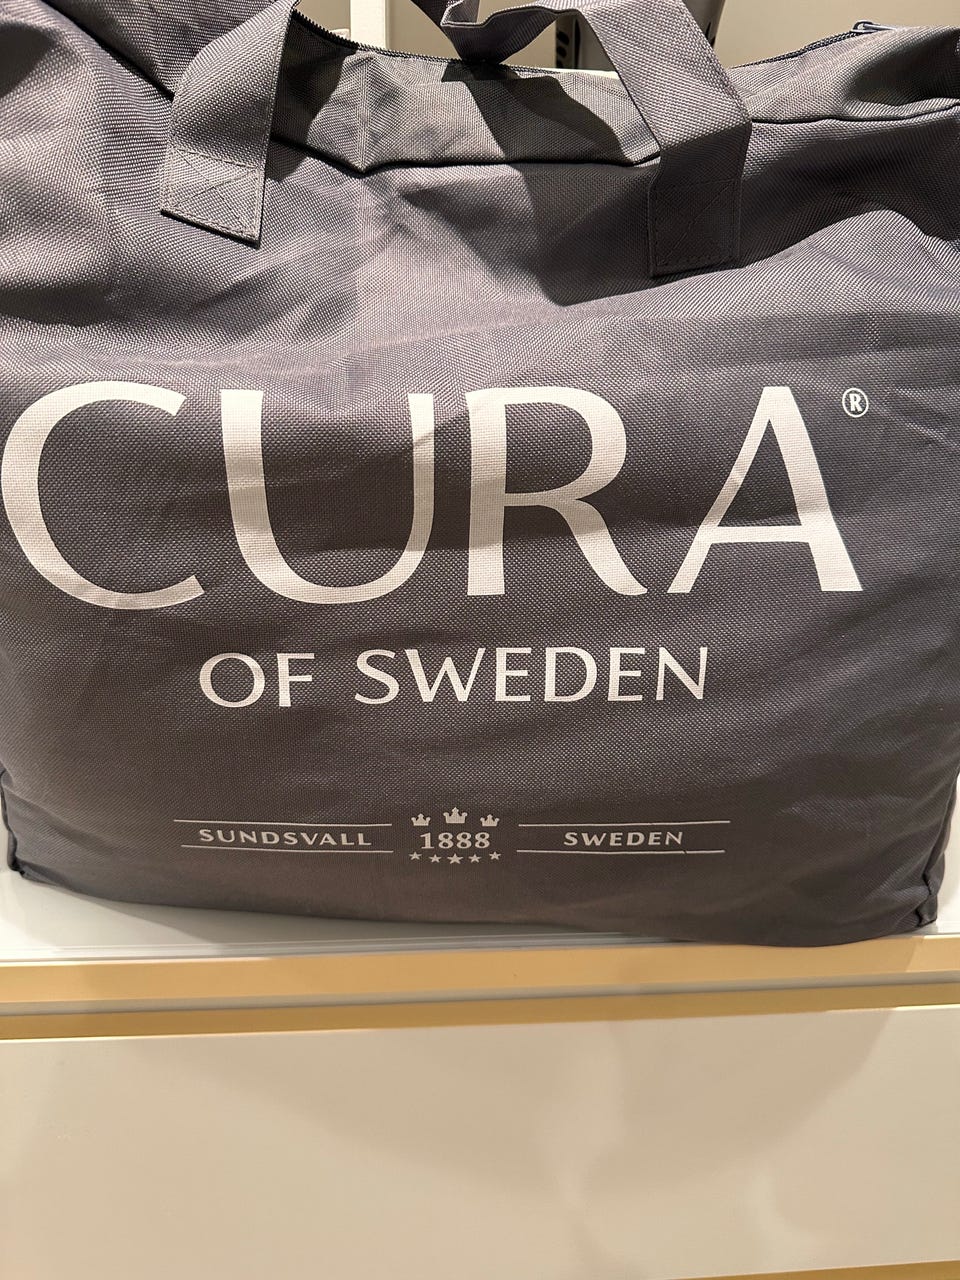 CURA®
OF SWEDEN
SUNDSVALL 1888 SWEDEN